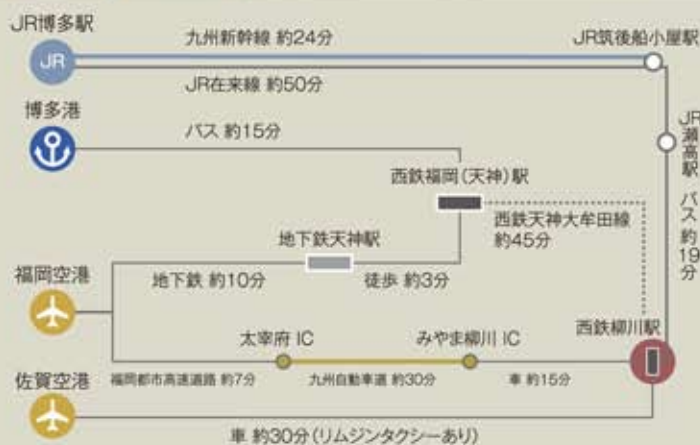 JR博多駅
九州新幹線 約24分
JR筑後船小屋駅
JR
JR在来線 約50分
博多港
バス 約15分
JR瀬高駅
バス 約19分
西鉄福岡(天神)駅
西鉄天神大牟田線
約45分
地下鉄天神駅
地下鉄 約10分
徒歩 約3分
福岡空港
西鉄柳川駅
太宰府 IC
みやま柳川 IC
福岡都市高速道路 約7分
九州自動車道 約30分
車 約15分
佐賀空港
車 約30分(リムジンタクシーあり)